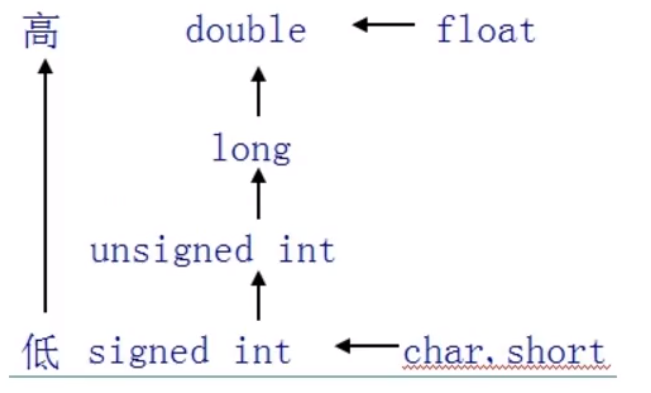 高 double float
long
unsigned int
低 signed int char, short